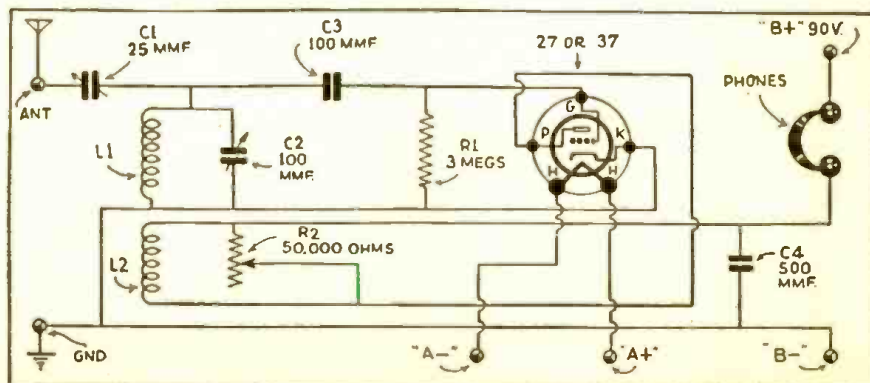 C1
25 MMF.
C3
100 MMF.
27 OR 37
"B+" 90V.
PHONES
ANT
L1
C2
100
MMF.
R1
3 MEGS
G
P
K
H
H
L2
R2
50,000 OHMS
C4
500
MMF.
GND
"A-"
"A+"
"B-"